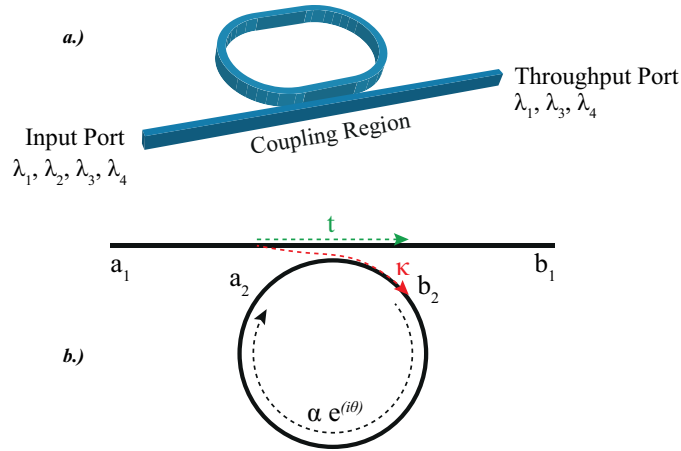 a.)
Throughput Port
λ₁, λ₃, λ₄
Coupling Region
Input Port
λ₁, λ₂, λ₃, λ₄
t
a₁
a₂
κ
b₂
b₁
b.)
α e^(iθ)